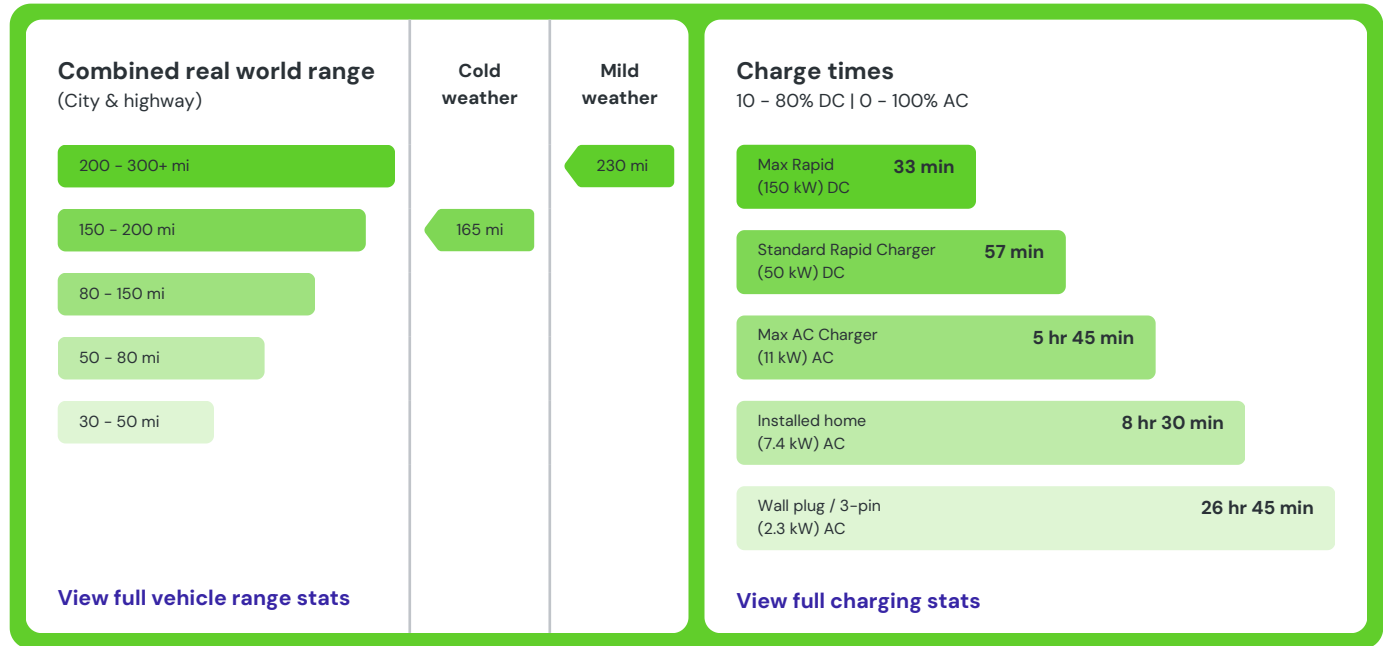 Combined real world range
(City & highway)
Cold
weather
Mild
weather
200 - 300+ mi
230 mi
150 - 200 mi
165 mi
80 - 150 mi
50 - 80 mi
30 - 50 mi
View full vehicle range stats
Charge times
10 - 80% DC | 0 - 100% AC
Max Rapid
(150 kW) DC
33 min
Standard Rapid Charger
(50 kW) DC
57 min
Max AC Charger
(11 kW) AC
5 hr 45 min
Installed home
(7.4 kW) AC
8 hr 30 min
Wall plug / 3-pin
(2.3 kW) AC
26 hr 45 min
View full charging stats